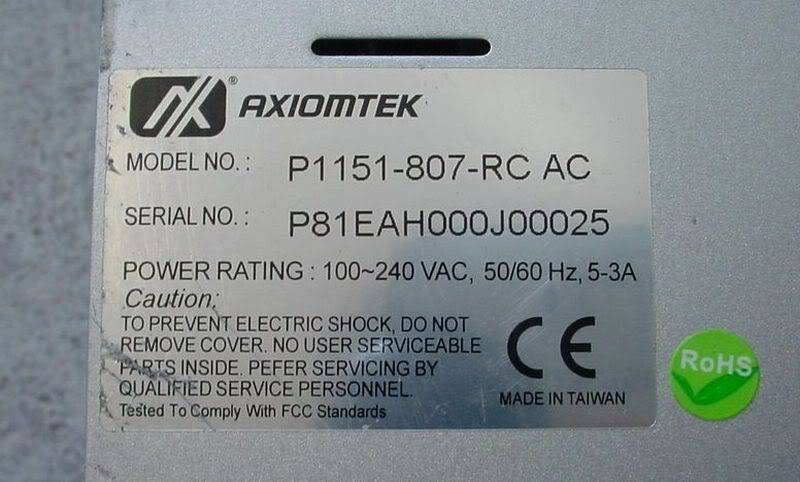 ® AXIOMTEK
MODEL NO. : P1151-807-RC AC
SERIAL NO. : P81EAH000J00025
POWER RATING : 100~240 VAC, 50/60 Hz, 5-3A
Caution:
TO PREVENT ELECTRIC SHOCK, DO NOT
REMOVE COVER. NO USER SERVICEABLE
PARTS INSIDE. PEFER SERVICING BY
QUALIFIED SERVICE PERSONNEL.
Tested To Comply With FCC Standards
CE
MADE IN TAIWAN
RoHS